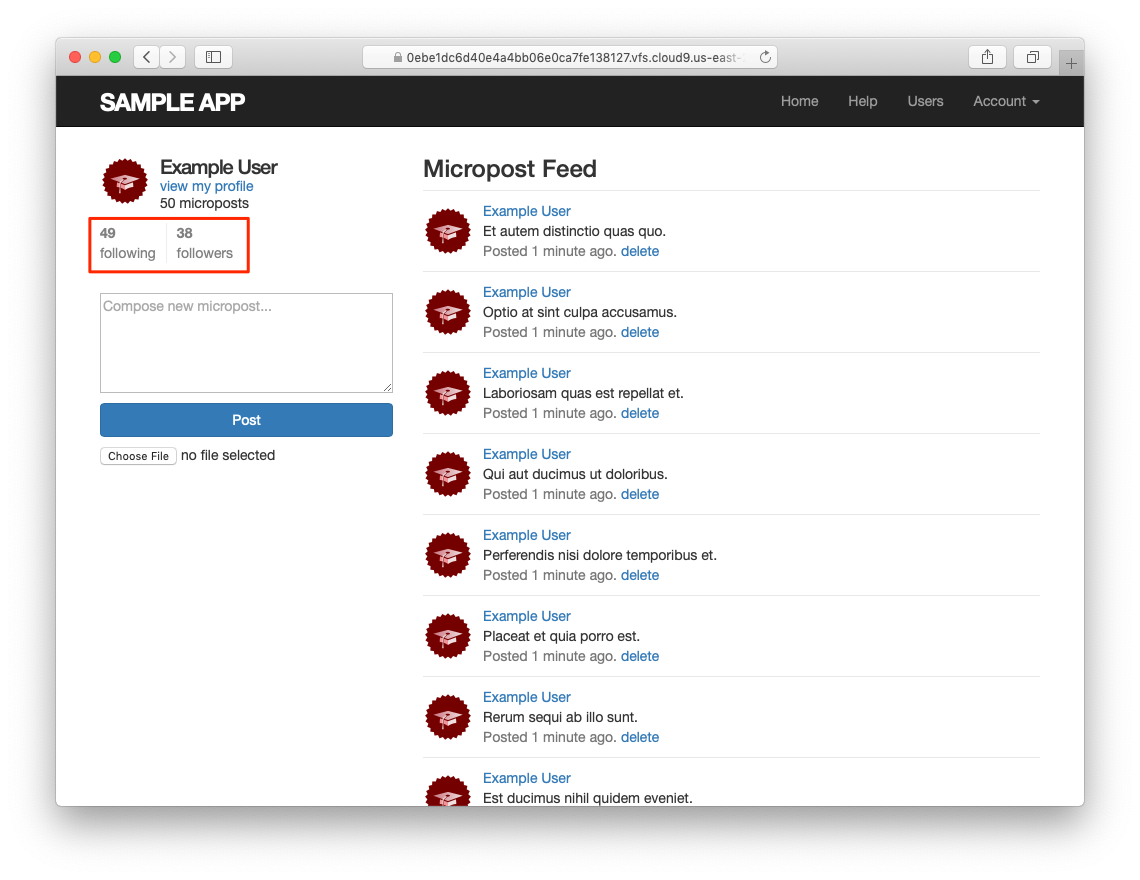 0ebe1dc6d40e4a4bb06e0ca7fe138127.vfs.cloud9.us-east-
SAMPLE APP
Home Help Users Account
Example User
view my profile
50 microposts
49 38
following followers
Compose new micropost...
Post
Choose File no file selected
Micropost Feed
Example User
Et autem distinctio quas quo.
Posted 1 minute ago. delete
Example User
Optio at sint culpa accusamus.
Posted 1 minute ago. delete
Example User
Laboriosam quas est repellat et.
Posted 1 minute ago. delete
Example User
Qui aut ducimus ut doloribus.
Posted 1 minute ago. delete
Example User
Perferendis nisi dolore temporibus et.
Posted 1 minute ago. delete
Example User
Placeat et quia porro est.
Posted 1 minute ago. delete
Example User
Rerum sequi ab illo sunt.
Posted 1 minute ago. delete
Example User
Est ducimus nihil quidem eveniet.